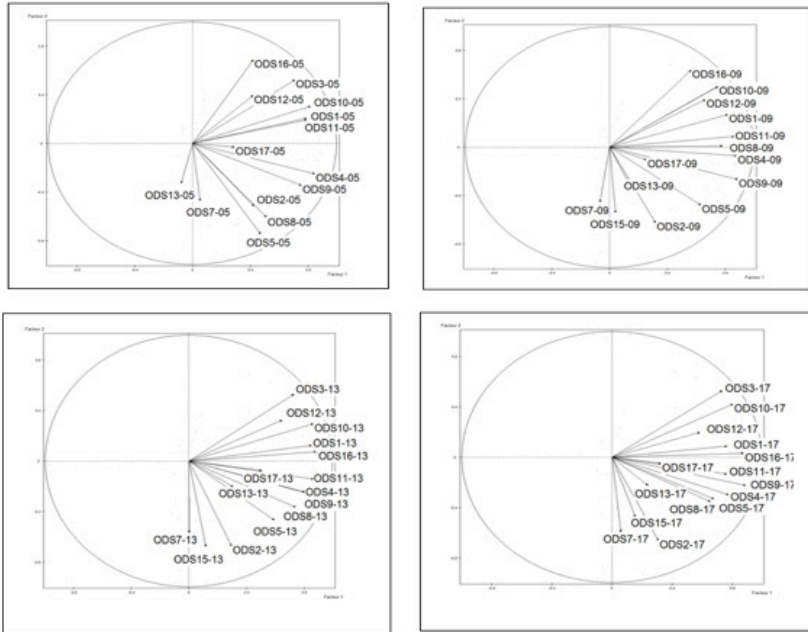 Facteur 2
ODS16-05
ODS3-05
ODS12-05
ODS10-05
ODS1-05
ODS11-05
ODS17-05
ODS4-05
ODS13-05
ODS9-05
ODS2-05
ODS7-05
ODS8-05
ODS5-05
Facteur 1
Facteur 2
ODS16-09
ODS10-09
ODS12-09
ODS1-09
ODS11-09
ODS8-09
ODS4-09
ODS17-09
ODS13-09
ODS9-09
ODS7-09
ODS5-09
ODS15-09
ODS2-09
Facteur 1
Facteur 2
ODS3-13
ODS12-13
ODS10-13
ODS1-13
ODS16-13
ODS17-13
ODS11-13
ODS13-13
ODS4-13
ODS9-13
ODS8-13
ODS5-13
ODS7-13
ODS2-13
ODS15-13
Facteur 1
Facteur 2
ODS3-17
ODS10-17
ODS12-17
ODS1-17
ODS16-17
ODS17-17
ODS11-17
ODS9-17
ODS13-17
ODS4-17
ODS8-17
ODS5-17
ODS15-17
ODS7-17
ODS2-17
Facteur 1